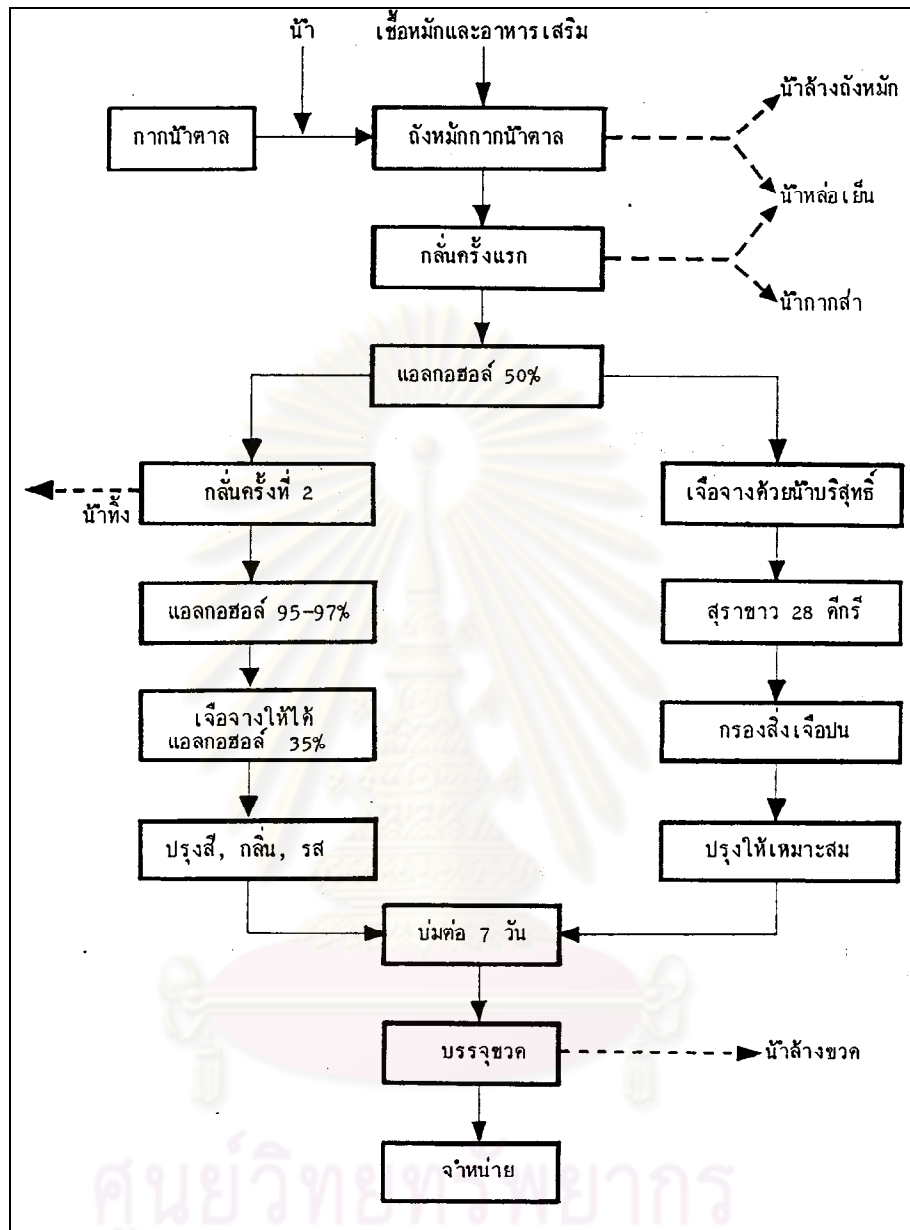 น้ำ
เชื้อหมักและอาหารเสริม
น้ำล้างถังหมัก
กากน้ำตาล
ถังหมักกากน้ำตาล
น้ำหล่อเย็น
กลั่นครั้งแรก
น้ำกากส่า
แอลกอฮอล์ 50%
กลั่นครั้งที่ 2
เจือจางด้วยน้ำบริสุทธิ์
น้ำทิ้ง
แอลกอฮอล์ 95-97%
สุราขาว 28 ดีกรี
เจือจางให้ได้
แอลกอฮอล์ 35%
กรองสิ่งเจือปน
ปรุงสี, กลิ่น, รส
ปรุงให้เหมาะสม
บ่มต่อ 7 วัน
บรรจุขวด
น้ำล้างขวด
จำหน่าย
ศูนย์วิทยทรัพยากร